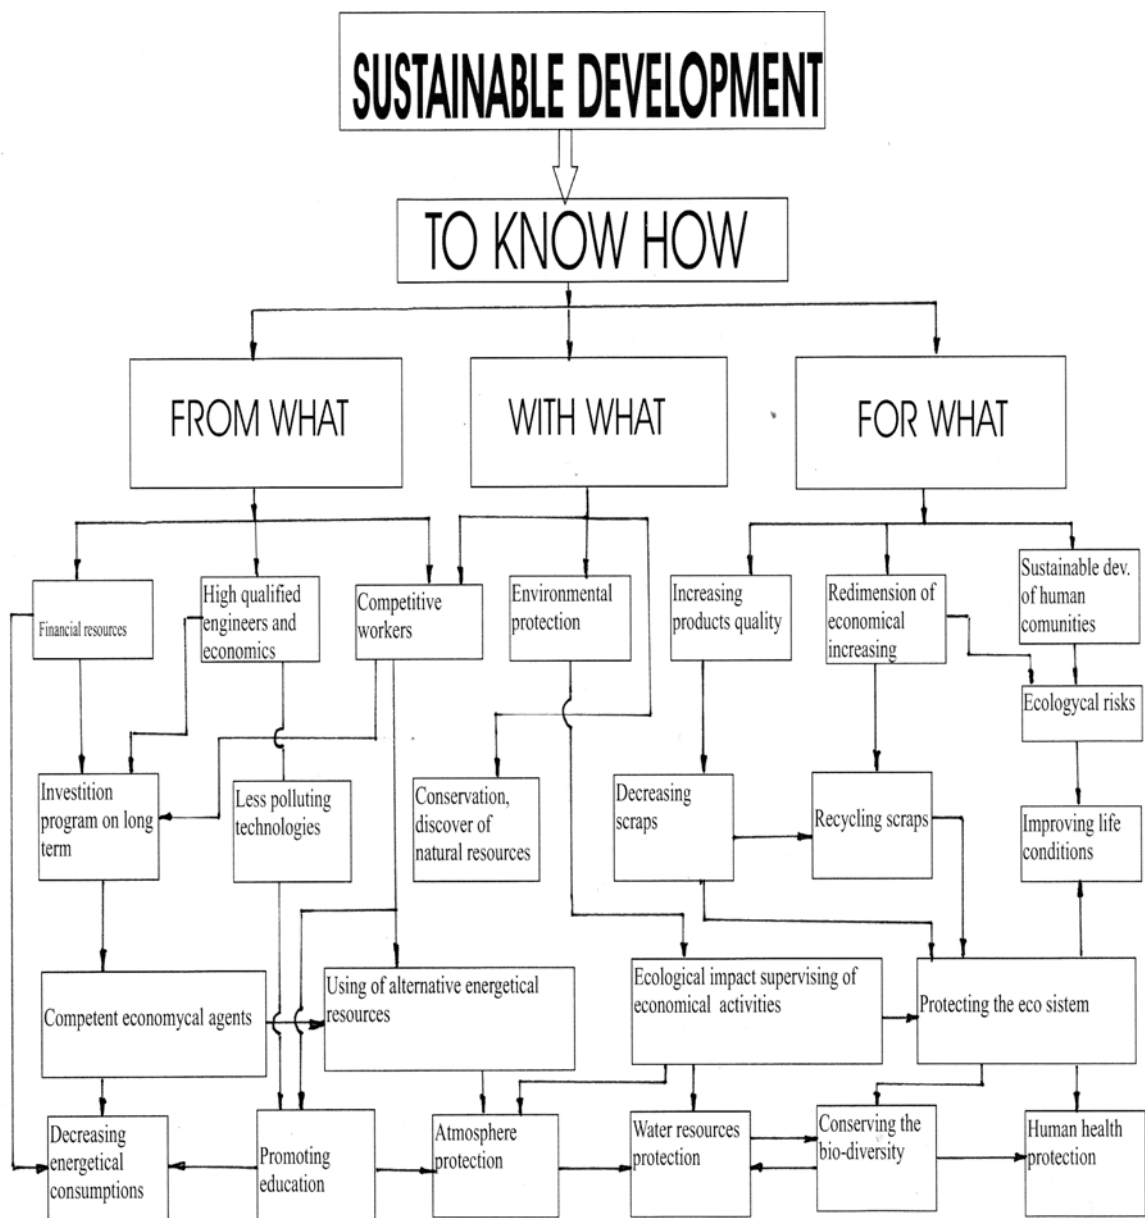 SUSTAINABLE DEVELOPMENT
TO KNOW HOW
FROM WHAT
WITH WHAT
FOR WHAT
Financial resources
High qualified
engineers and
economics
Competitive
workers
Environmental
protection
Increasing
products quality
Redimension of
economical
increasing
Sustainable dev.
of human
comunities
Ecologycal risks
Investition
program on long
term
Less polluting
technologies
Conservation,
discover of
natural resources
Decreasing
scraps
Recycling scraps
Improving life
conditions
Competent economycal agents
Using of alternative energetical
resources
Ecological impact supervising of
economical activities
Protecting the eco sistem
Decreasing
energetical
consumptions
Promoting
education
Atmosphere
protection
Water resources
protection
Conserving the
bio-diversity
Human health
protection